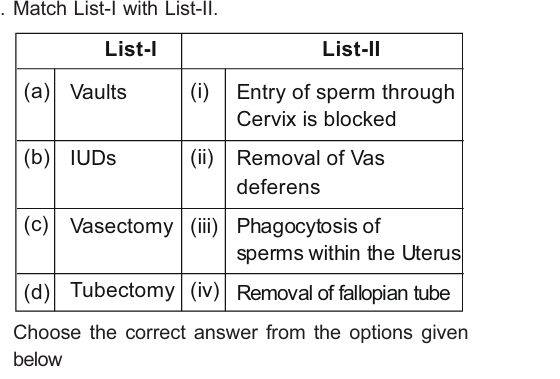 . Match List-I with List-II.
List-I List-II
(a) Vaults (i) Entry of sperm through
Cervix is blocked
(b) IUDs (ii) Removal of Vas
deferens
(c) Vasectomy (iii) Phagocytosis of
sperms within the Uterus
(d) Tubectomy (iv) Removal of fallopian tube
Choose the correct answer from the options given
below